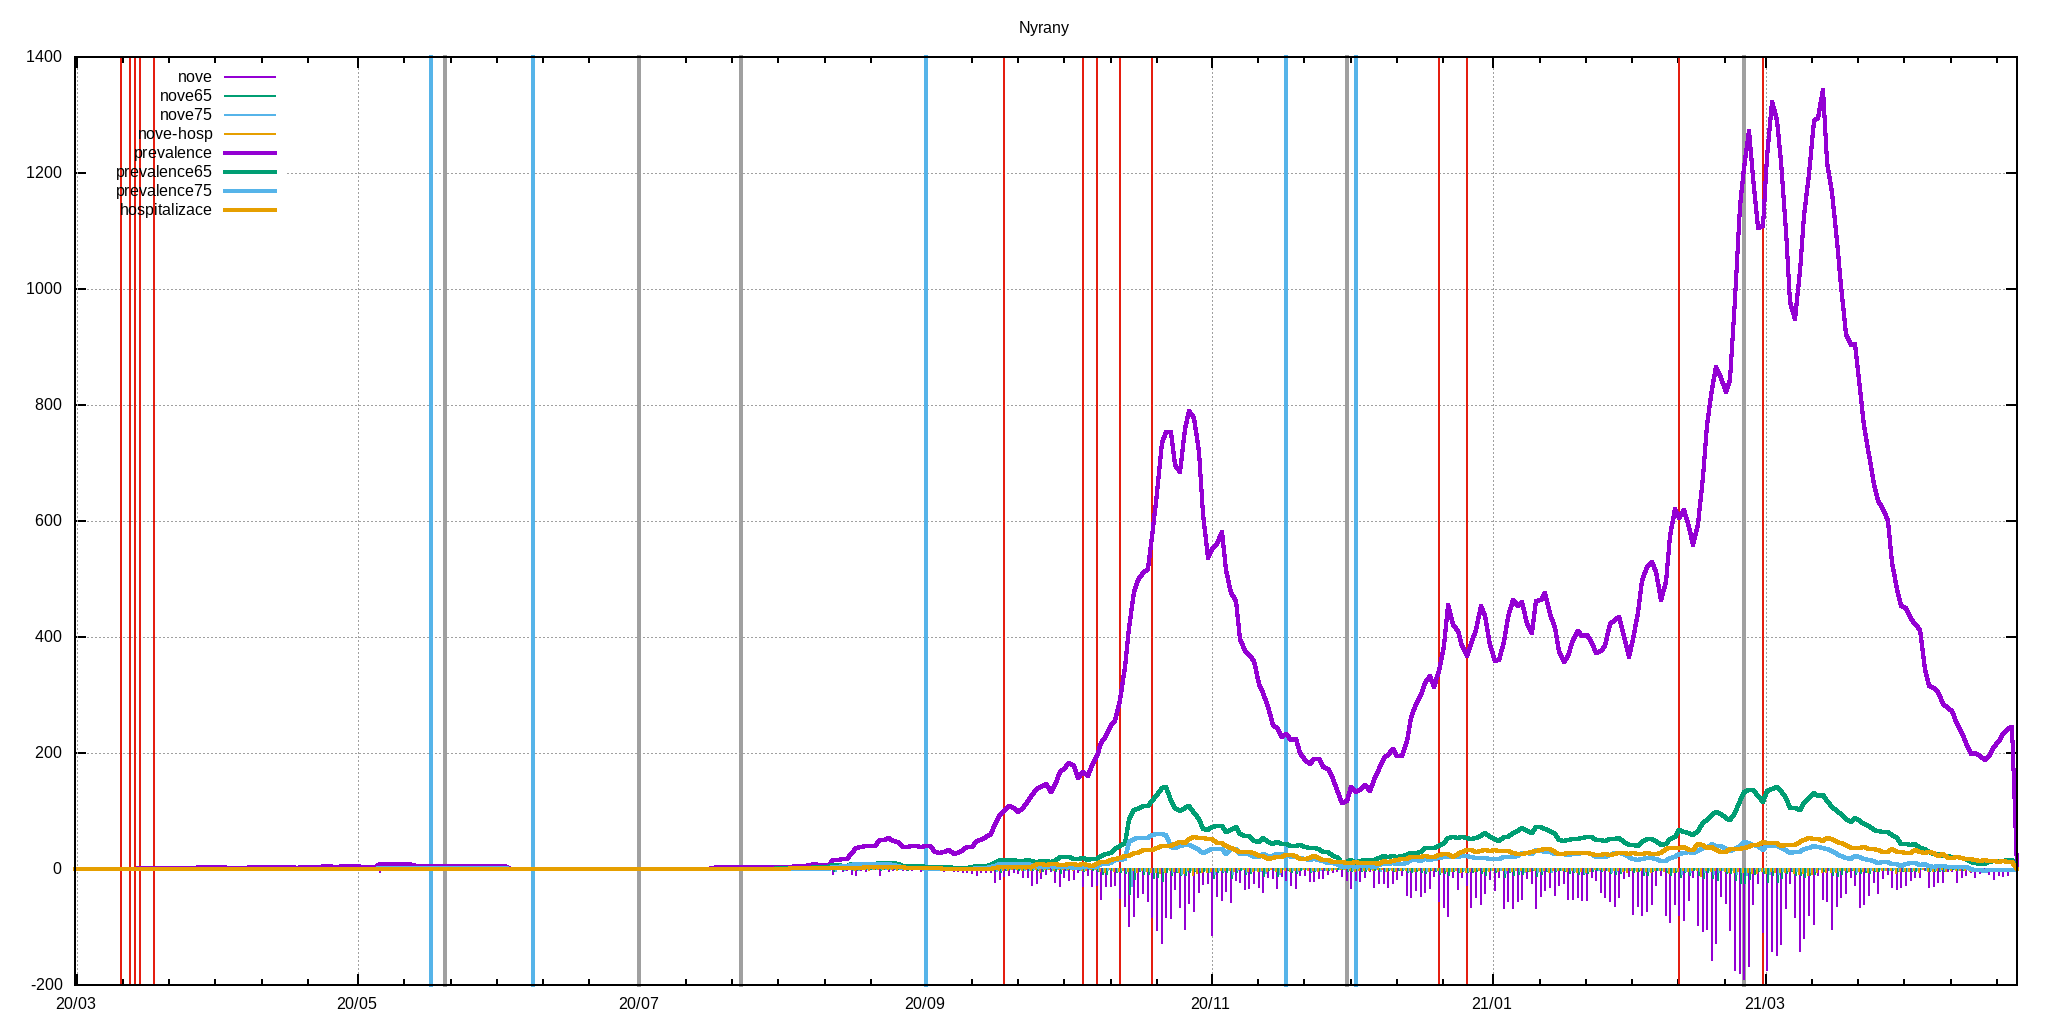 Nyrany
1400
1200
1000
800
600
400
200
0
-200
nove
nove65
nove75
nove-hosp
prevalence
prevalence65
prevalence75
hospitalizace
20/03 20/05 20/07 20/09 20/11 21/01 21/03